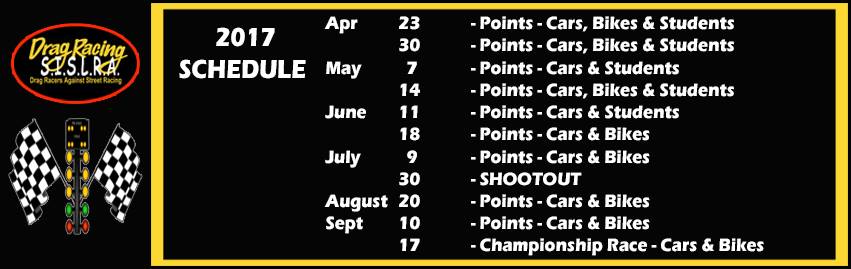 Drag Racing
S.I.S.L.R.A.
Drag Racers Against Street Racing
2017
SCHEDULE
Apr 23 - Points - Cars, Bikes & Students
30 - Points - Cars, Bikes & Students
May 7 - Points - Cars & Students
14 - Points - Cars, Bikes & Students
June 11 - Points - Cars & Students
18 - Points - Cars & Bikes
July 9 - Points - Cars & Bikes
30 - SHOOTOUT
August 20 - Points - Cars & Bikes
Sept 10 - Points - Cars & Bikes
17 - Championship Race - Cars & Bikes